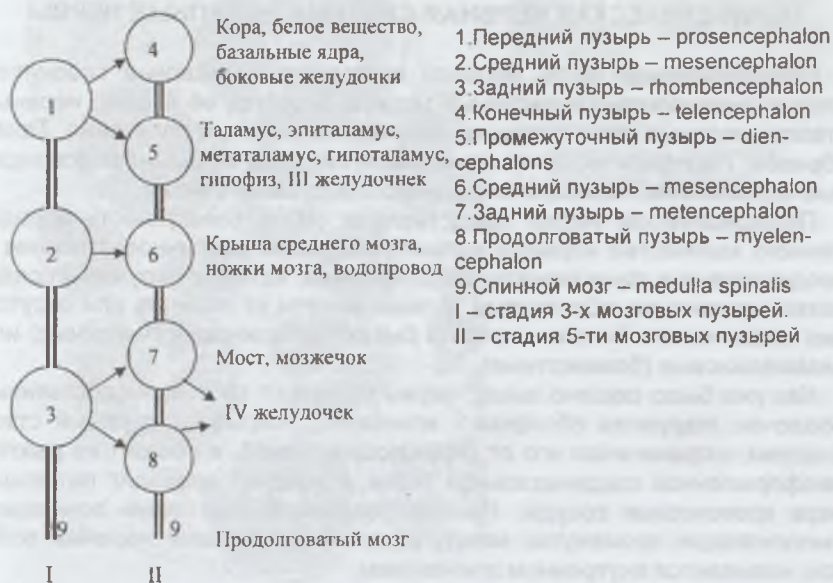 4
Кора, белое вещество,
базальные ядра,
боковые желудочки
1
5
Таламус, эпиталамус,
метаталамус, гипоталамус,
гипофиз, III желудочнек
2
6
Крыша среднего мозга,
ножки мозга, водопровод
7
Мост, мозжечок
3
IV желудочек
8
9
9
Продолговатый мозг
I
II
1.Передний пузырь – prosencephalon
2.Средний пузырь – mesencephalon
3.Задний пузырь – rhombencephalon
4.Конечный пузырь – telencephalon
5.Промежуточный пузырь – dien-
cephalons
6.Средний пузырь – mesencephalon
7.Задний пузырь – metencephalon
8.Продолговатый пузырь – myelen-
cephalon
9.Спинной мозг – medulla spinalis
I – стадия 3-х мозговых пузырей.
II – стадия 5-ти мозговых пузырей